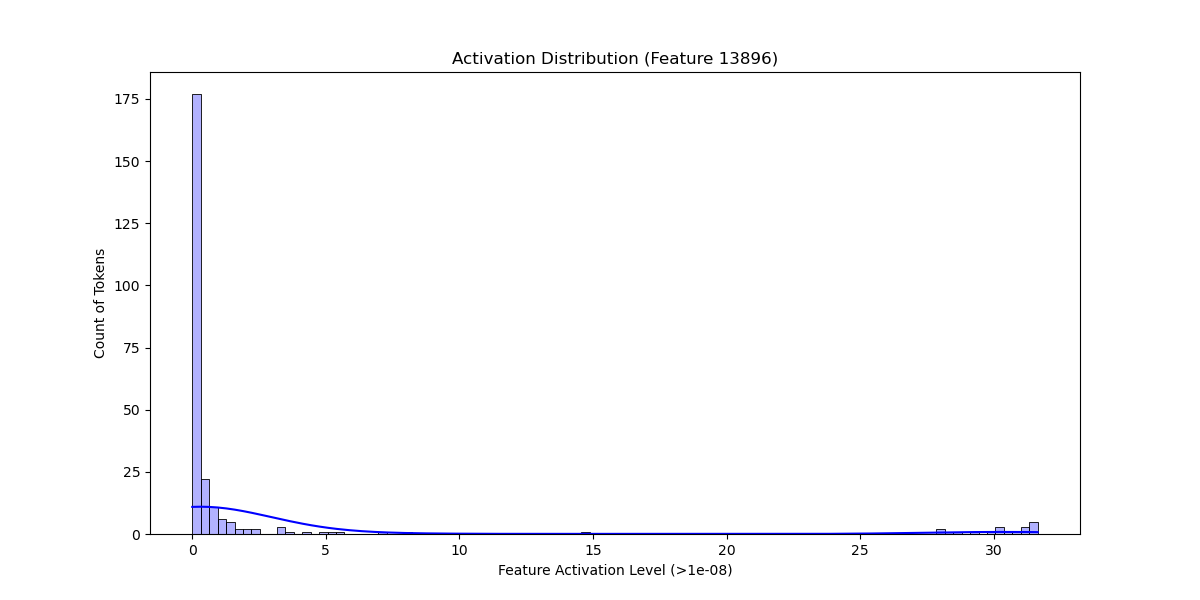 Activation Distribution (Feature 13896)
175
150
125
100
75
50
25
0
Count of Tokens
0 5 10 15 20 25 30
Feature Activation Level (>1e-08)